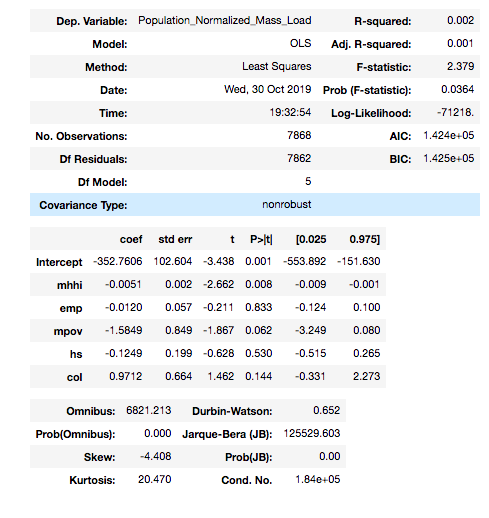 Dep. Variable: Population_Normalized_Mass_Load R-squared: 0.002
Model: OLS Adj. R-squared: 0.001
Method: Least Squares F-statistic: 2.379
Date: Wed, 30 Oct 2019 Prob (F-statistic): 0.0364
Time: 19:32:54 Log-Likelihood: -71218.
No. Observations: 7868 AIC: 1.424e+05
Df Residuals: 7862 BIC: 1.425e+05
Df Model: 5
Covariance Type: nonrobust
coef std err t P>|t| [0.025 0.975]
Intercept -352.7606 102.604 -3.438 0.001 -553.892 -151.630
mhhi -0.0051 0.002 -2.662 0.008 -0.009 -0.001
emp -0.0120 0.057 -0.211 0.833 -0.124 0.100
mpov -1.5849 0.849 -1.867 0.062 -3.249 0.080
hs -0.1249 0.199 -0.628 0.530 -0.515 0.265
col 0.9712 0.664 1.462 0.144 -0.331 2.273
Omnibus: 6821.213 Durbin-Watson: 0.652
Prob(Omnibus): 0.000 Jarque-Bera (JB): 125529.603
Skew: -4.408 Prob(JB): 0.00
Kurtosis: 20.470 Cond. No. 1.84e+05